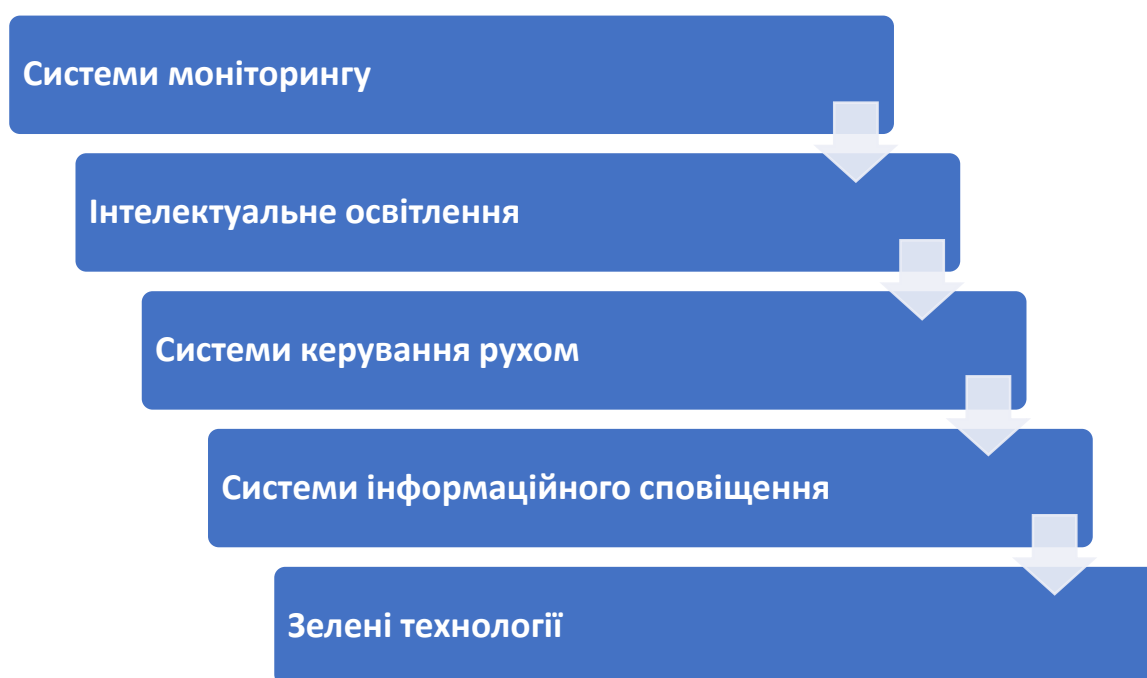 Системи моніторингу
Інтелектуальне освітлення
Системи керування рухом
Системи інформаційного сповіщення
Зелені технології